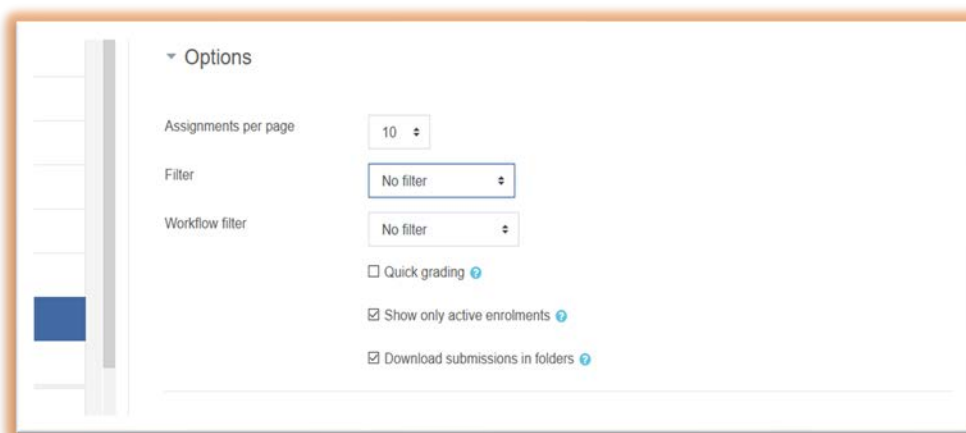 Options
Assignments per page 10
Filter No filter
Workflow filter No filter
Quick grading ?
Show only active enrolments ?
Download submissions in folders ?